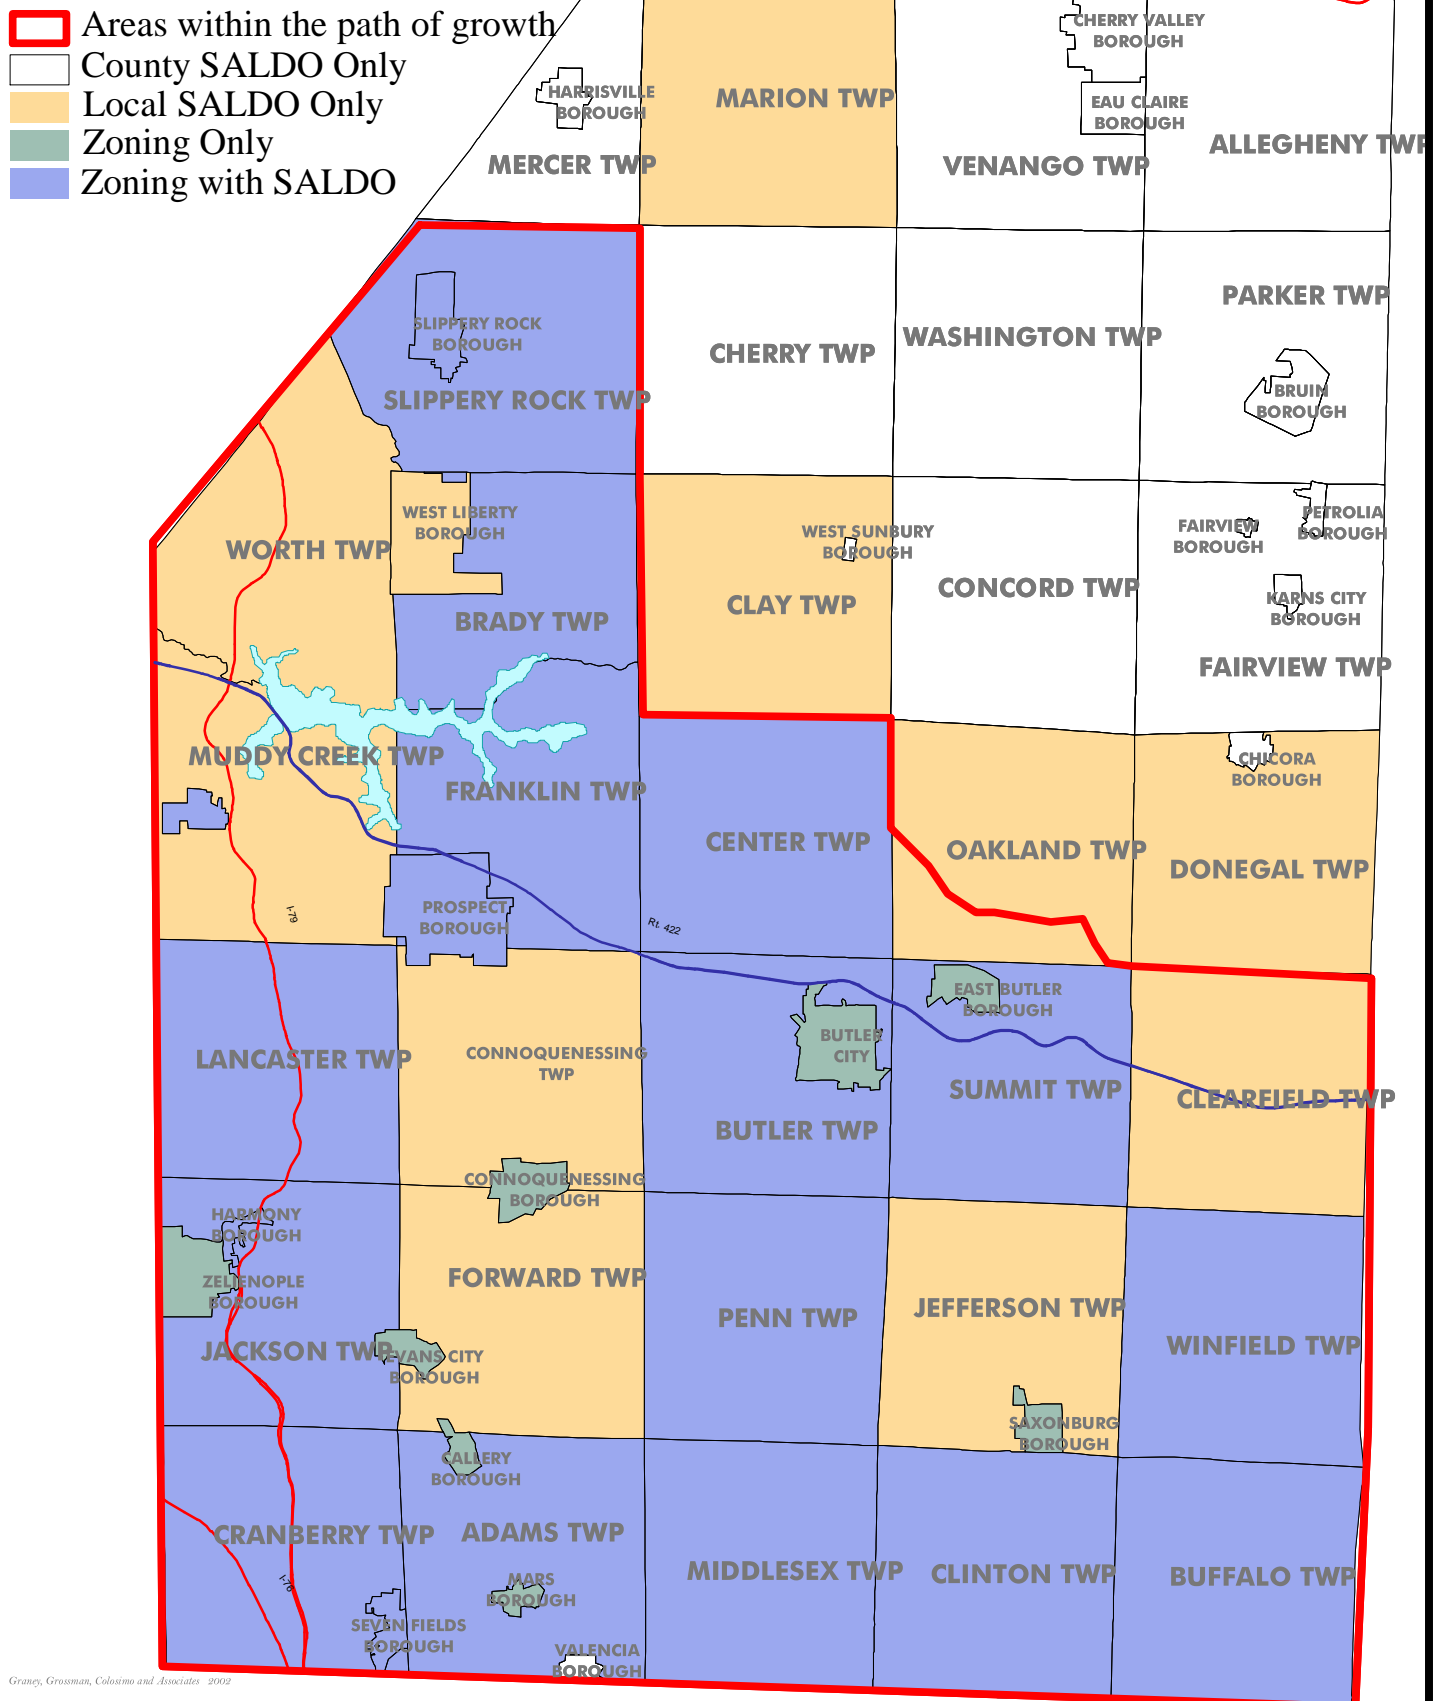 Areas within the path of growth
County SALDO Only
Local SALDO Only
Zoning Only
Zoning with SALDO
CHERRY VALLEY
BOROUGH
HARRISVILLE
BOROUGH
MARION TWP
EAU CLAIRE
BOROUGH
ALLEGHENY TWP
MERCER TWP
VENANGO TWP
PARKER TWP
SLIPPERY ROCK
BOROUGH
WASHINGTON TWP
CHERRY TWP
BRUIN
BOROUGH
SLIPPERY ROCK TWP
WEST LIBERTY
BOROUGH
WEST SUNBURY
BOROUGH
FAIRVIEW
BOROUGH
PETROLIA
BOROUGH
WORTH TWP
CONCORD TWP
KARNS CITY
BOROUGH
CLAY TWP
BRADY TWP
FAIRVIEW TWP
MUDDY CREEK TWP
CHICORA
BOROUGH
FRANKLIN TWP
CENTER TWP
OAKLAND TWP
DONEGAL TWP
I-79
PROSPECT
BOROUGH
Rt. 422
EAST BUTLER
BOROUGH
LANCASTER TWP
CONNOQUENESSING
TWP
BUTLER
CITY
SUMMIT TWP
CLEARFIELD TWP
BUTLER TWP
CONNOQUENESSING
BOROUGH
HARMONY
BOROUGH
ZELIENOPLE
BOROUGH
FORWARD TWP
PENN TWP
JEFFERSON TWP
WINFIELD TWP
JACKSON TWP
EVANS CITY
BOROUGH
SAXONBURG
BOROUGH
CALLERY
BOROUGH
CRANBERRY TWP
ADAMS TWP
I-76
MARS
BOROUGH
MIDDLESEX TWP
CLINTON TWP
BUFFALO TWP
SEVEN FIELDS
BOROUGH
VALENCIA
BOROUGH
Graney, Grossman, Colosimo and Associates 2002